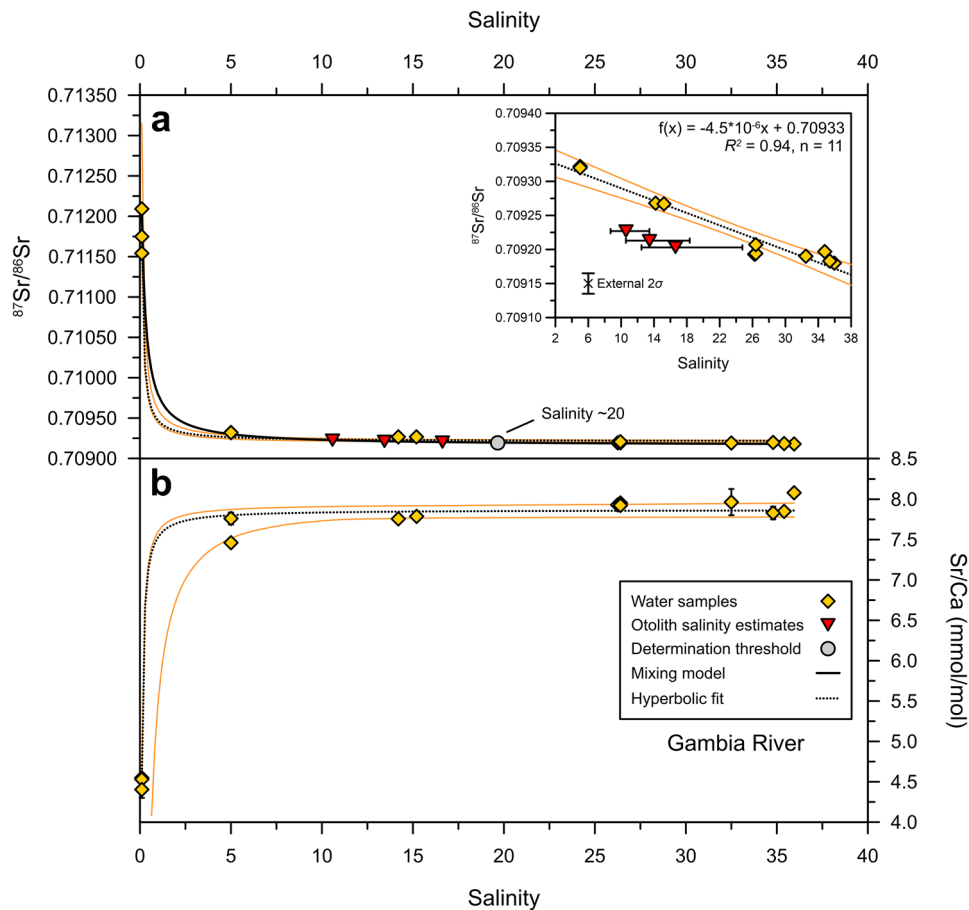 Salinity
0 5 10 15 20 25 30 35 40
a
87Sr/86Sr
0.71350
0.71300
0.71250
0.71200
0.71150
0.71100
0.71050
0.71000
0.70950
0.70900
f(x) = -4.5*10-6x + 0.70933
R2 = 0.94, n = 11
87Sr/86Sr
0.70940
0.70935
0.70930
0.70925
0.70920
0.70915
0.70910
External 2σ
2 6 10 14 18 22 26 30 34 38
Salinity
Salinity ~20
b
8.5
8.0
7.5
7.0
6.5
6.0
5.5
5.0
4.5
4.0
Sr/Ca (mmol/mol)
Water samples
Otolith salinity estimates
Determination threshold
Mixing model
Hyperbolic fit
Gambia River
0 5 10 15 20 25 30 35 40
Salinity